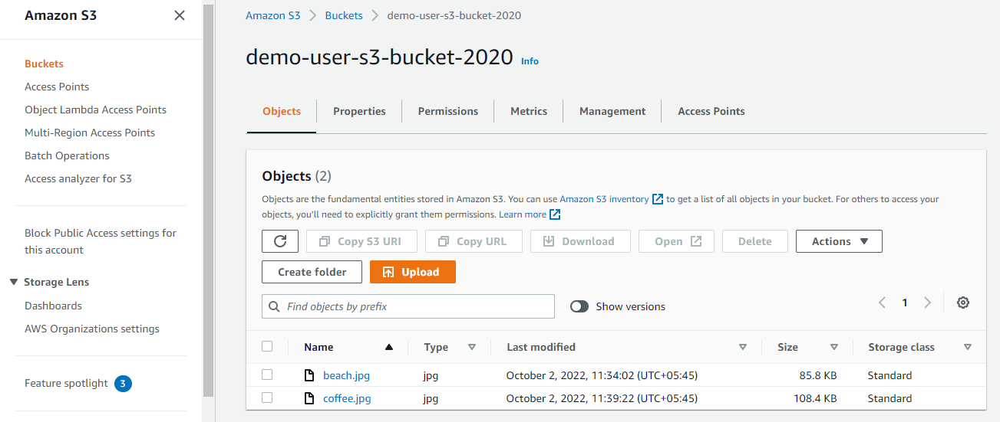 Amazon S3
Buckets
Access Points
Object Lambda Access Points
Multi-Region Access Points
Batch Operations
Access analyzer for S3
Block Public Access settings for
this account
Storage Lens
Dashboards
AWS Organizations settings
Feature spotlight 3
Amazon S3 Buckets demo-user-s3-bucket-2020
demo-user-s3-bucket-2020 Info
Objects Properties Permissions Metrics Management Access Points
Objects (2)
Objects are the fundamental entities stored in Amazon S3. You can use Amazon S3 inventory to get a list of all objects in your bucket. For others to access your
objects, you'll need to explicitly grant them permissions. Learn more
Copy S3 URI Copy URL Download Open Delete Actions
Create folder Upload
Find objects by prefix Show versions 1
Name Type Last modified Size Storage class
beach.jpg jpg October 2, 2022, 11:34:02 (UTC+05:45) 85.8 KB Standard
coffee.jpg jpg October 2, 2022, 11:39:22 (UTC+05:45) 108.4 KB Standard